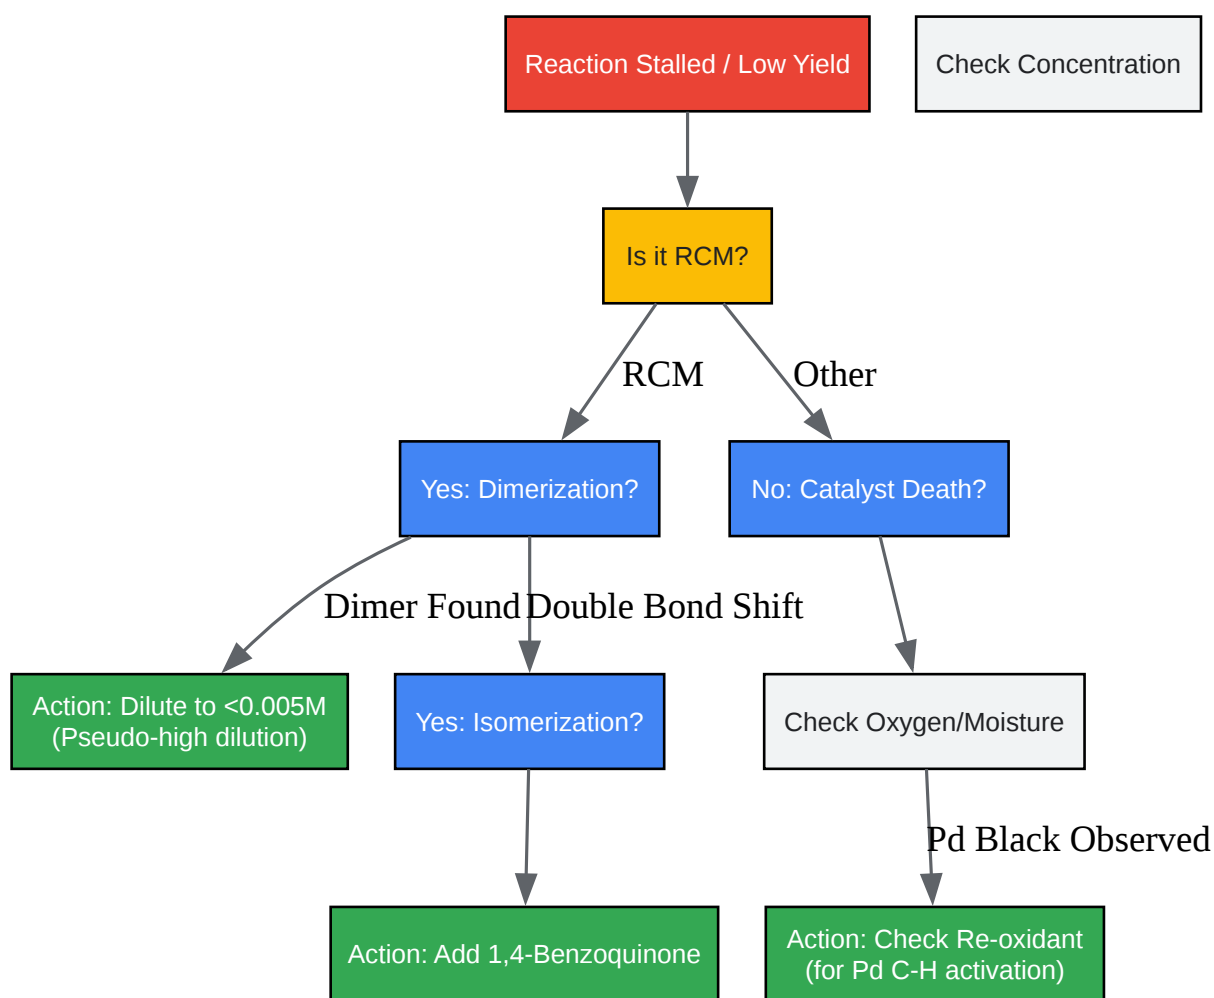 Reaction Stalled / Low Yield
Check Concentration
Is it RCM?
RCM
Other
Yes: Dimerization?
No: Catalyst Death?
Dimer Found
Double Bond Shift
Action: Dilute to <0.005M
(Pseudo-high dilution)
Yes: Isomerization?
Check Oxygen/Moisture
Pd Black Observed
Action: Add 1,4-Benzoquinone
Action: Check Re-oxidant
(for Pd C-H activation)